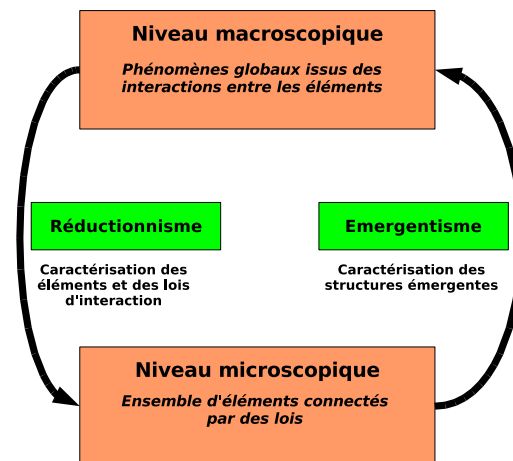 Niveau macroscopique
Phénomènes globaux issus des
interactions entre les éléments
Réductionnisme
Caractérisation des
éléments et des lois
d'interaction
Emergentisme
Caractérisation des
structures émergentes
Niveau microscopique
Ensemble d'éléments connectés
par des lois